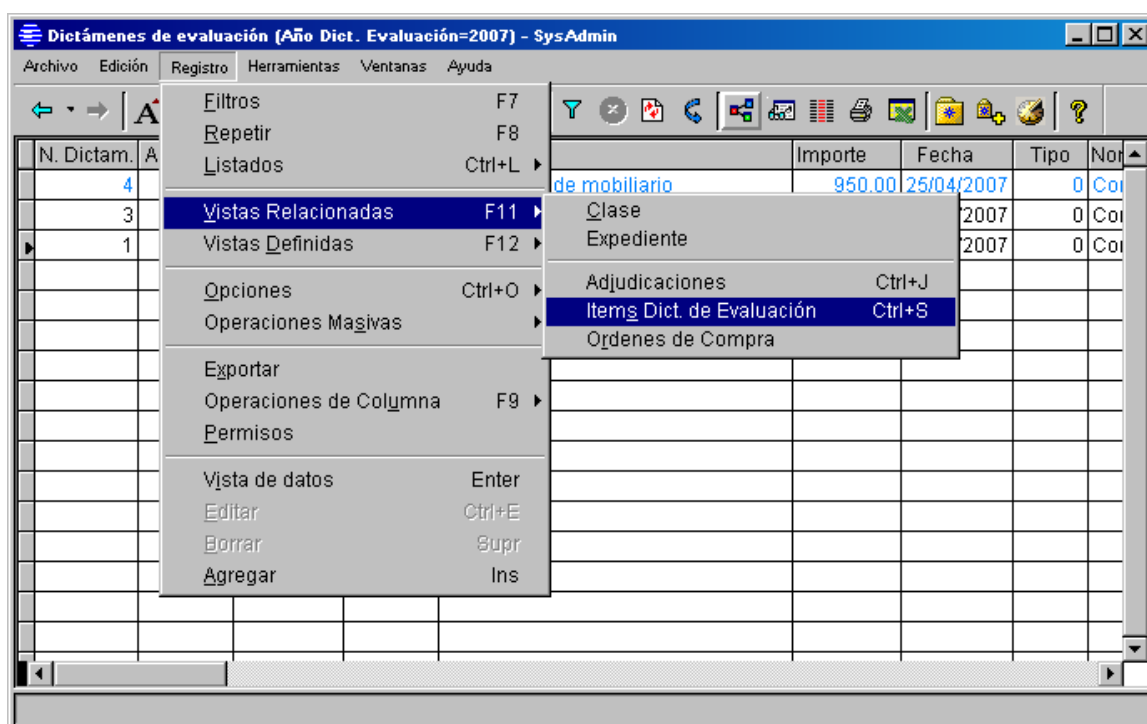 Dictámenes de evaluación (Año Dict. Evaluación=2007) - SysAdmin
Archivo Edición Registro Herramientas Ventanas Ayuda
N. Dictam. Importe Fecha Tipo
4 de mobiliario 950.00 25/04/2007 0
3 2007 0
1 2007 0
Filtros F7
Repetir F8
Listados Ctrl+L
Vistas Relacionadas F11
Vistas Definidas F12
Opciones Ctrl+O
Operaciones Masivas
Exportar
Operaciones de Columna F9
Permisos
Vista de datos Enter
Editar Ctrl+E
Borrar Supr
Agregar Ins
Clase
Expediente
Adjudicaciones Ctrl+J
Items Dict. de Evaluación Ctrl+S
Ordenes de Compra